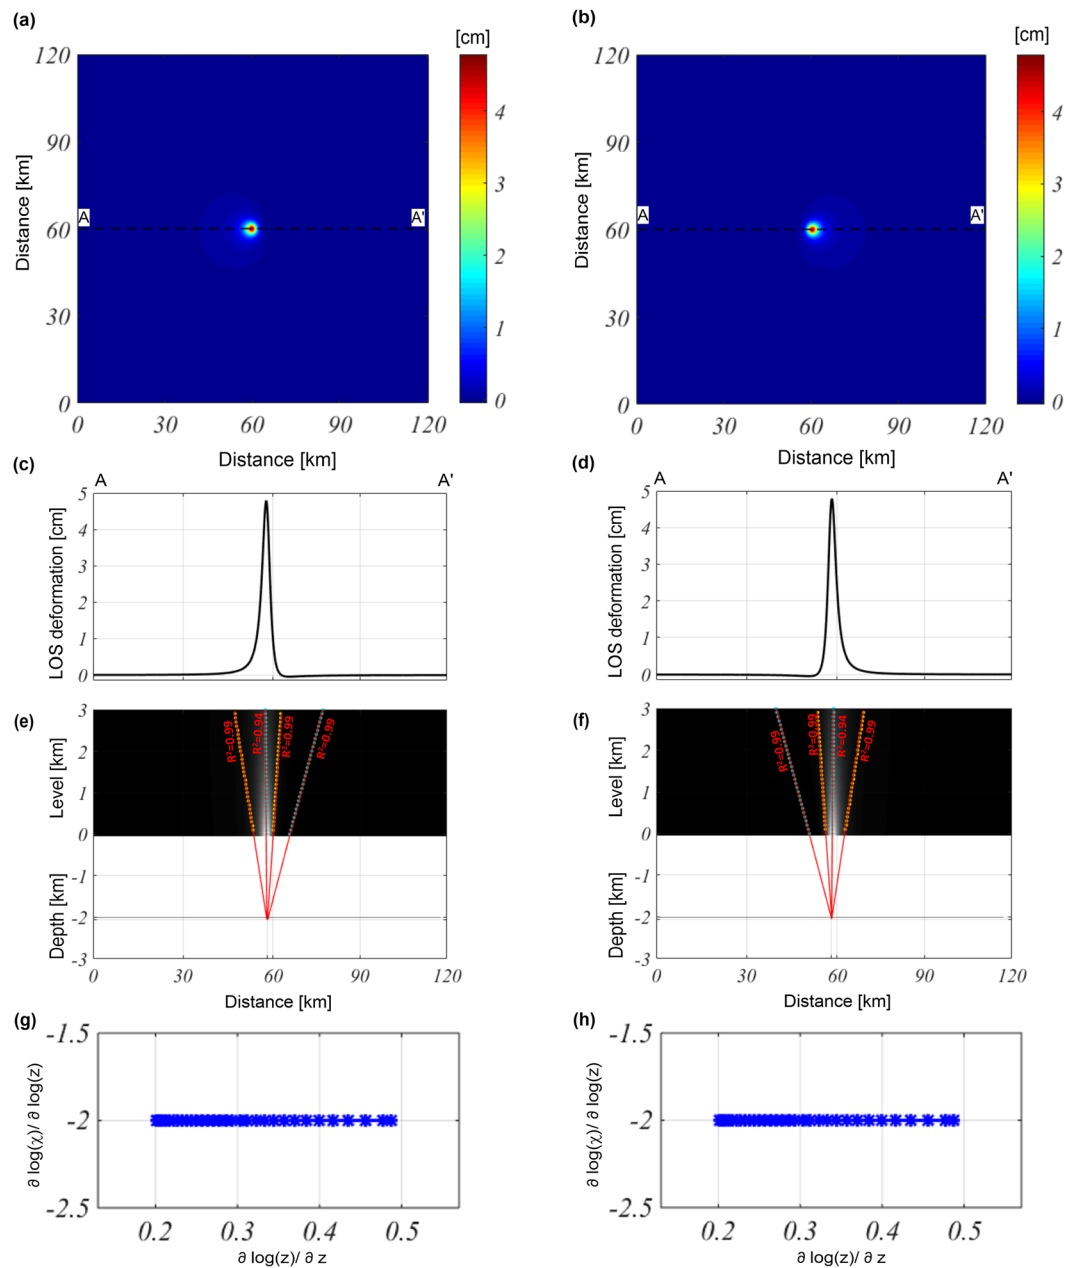 (a)
[cm]
120
90
60
30
0
Distance [km]
A
A'
0
30
60
90
120
Distance [km]
4
3
2
1
0
(b)
[cm]
120
90
60
30
0
Distance [km]
A
A'
0
30
60
90
120
Distance [km]
4
3
2
1
0
(c)
A
A'
5
4
3
2
1
0
LOS deformation [cm]
(d)
A
A'
5
4
3
2
1
0
LOS deformation [cm]
(e)
3
2
1
0
-1
-2
-3
Level [km]
Depth [km]
R²=0.99
R²=0.94
R²=0.99
R²=0.99
0
30
60
90
120
Distance [km]
(f)
3
2
1
0
-1
-2
-3
Level [km]
Depth [km]
R²=0.99
R²=0.99
R²=0.94
R²=0.99
0
30
60
90
120
Distance [km]
(g)
-1.5
-2
-2.5
∂ log(χ)/ ∂ log(z)
0.2
0.3
0.4
0.5
∂ log(z)/ ∂ z
(h)
-1.5
-2
-2.5
∂ log(χ)/ ∂ log(z)
0.2
0.3
0.4
0.5
∂ log(z)/ ∂ z